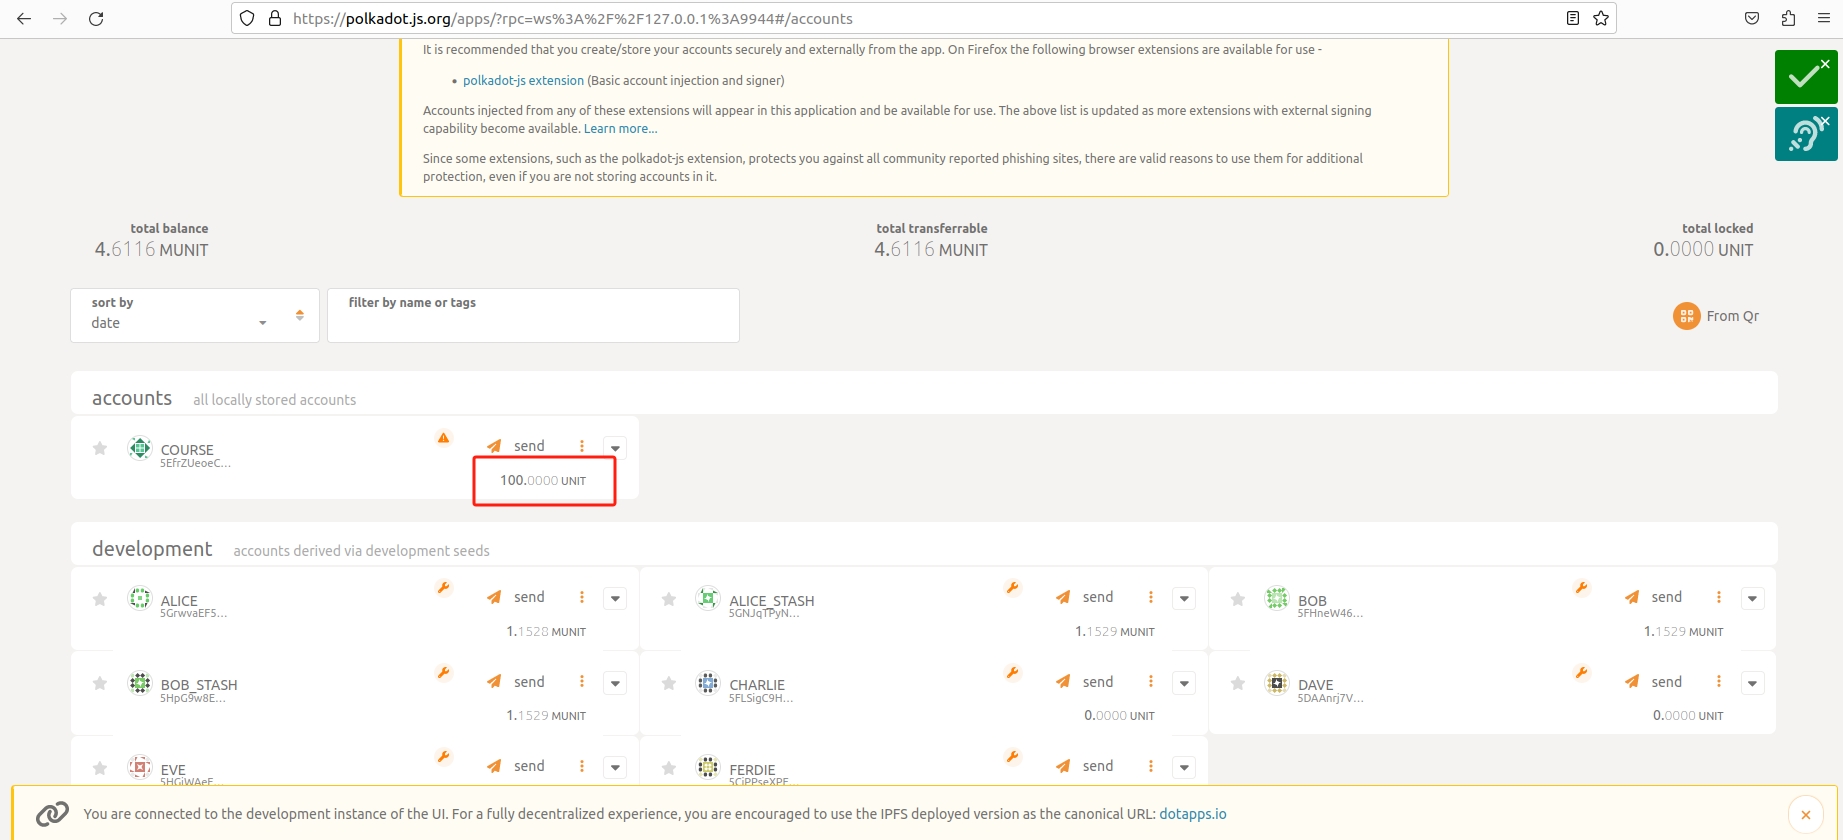 https://polkadot.js.org/apps/?rpc=ws%3A%2F%2F127.0.0.1%3A9944#/accounts
It is recommended that you create/store your accounts securely and externally from the app. On Firefox the following browser extensions are available for use -
• polkadot-js extension (Basic account injection and signer)
Accounts injected from any of these extensions will appear in this application and be available for use. The above list is updated as more extensions with external signing
capability become available. Learn more...
Since some extensions, such as the polkadot-js extension, protects you against all community reported phishing sites, there are valid reasons to use them for additional
protection, even if you are not storing accounts in it.
total balance
4.6116 MUNIT
total transferrable
4.6116 MUNIT
total locked
0.0000 UNIT
sort by
date
filter by name or tags
From Qr
accounts all locally stored accounts
COURSE
5EfrZUeoeC...
send
100.0000 UNIT
development accounts derived via development seeds
ALICE
5GrwvaEF5...
send
1.1528 MUNIT
ALICE_STASH
5GNJqTPyN...
send
1.1529 MUNIT
BOB
5FHneW46...
send
1.1529 MUNIT
BOB_STASH
5HpG9w8E...
send
1.1529 MUNIT
CHARLIE
5FLSigC9H...
send
0.0000 UNIT
DAVE
5DAAnrj7V...
send
0.0000 UNIT
EVE
5HGjWAeF...
send
FERDIE
5CiPPseXPE...
send
You are connected to the development instance of the UI. For a fully decentralized experience, you are encouraged to use the IPFS deployed version as the canonical URL: dotapps.io